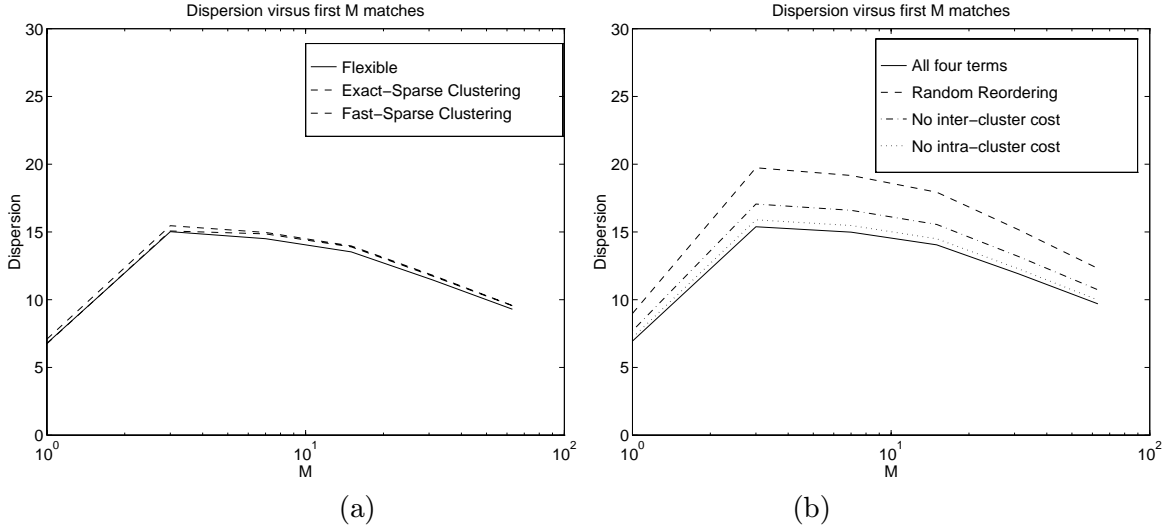 Dispersion versus first M matches
30
25
20
15
10
5
0
Dispersion
Flexible
Exact−Sparse Clustering
Fast−Sparse Clustering
10^0
10^1
10^2
M
(a)
Dispersion versus first M matches
30
25
20
15
10
5
0
Dispersion
All four terms
Random Reordering
No inter−cluster cost
No intra−cluster cost
10^0
10^1
10^2
M
(b)